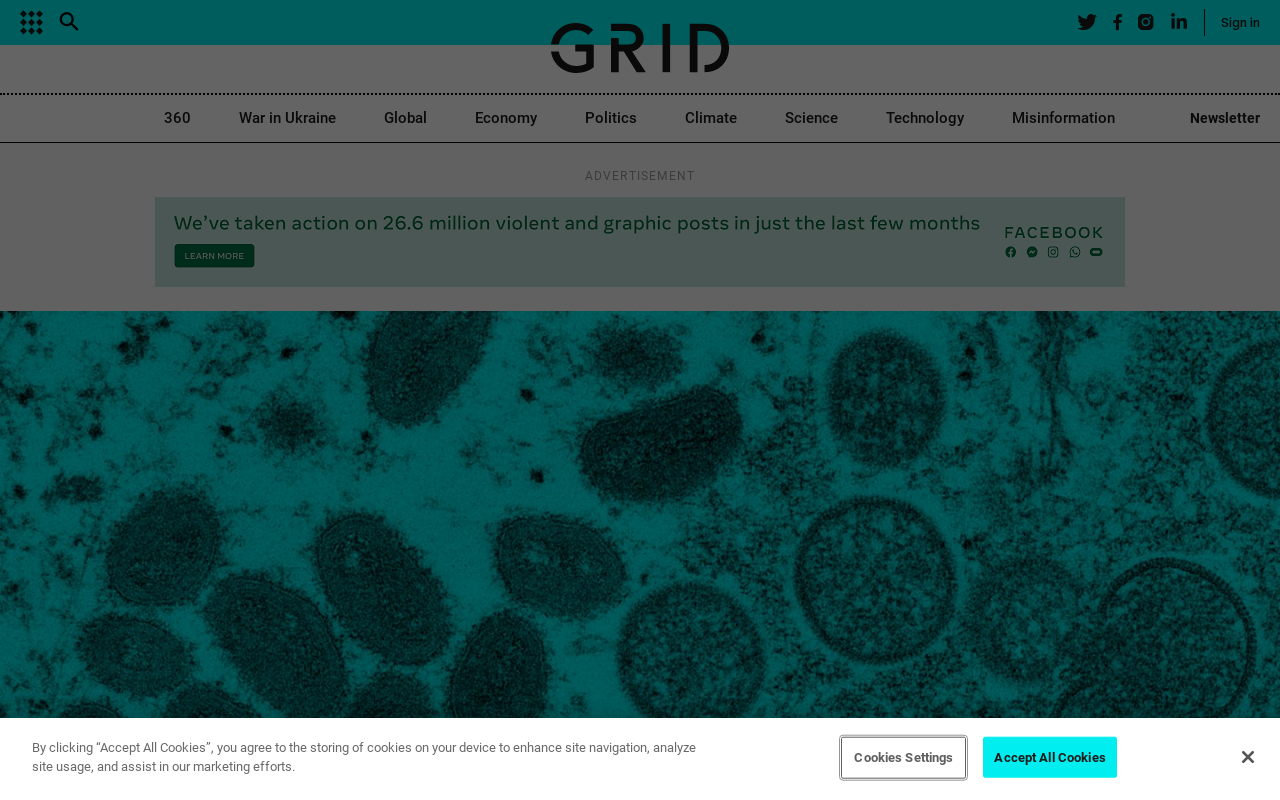 GRID
Sign in
360 War in Ukraine Global Economy Politics Climate Science Technology Misinformation Newsletter
ADVERTISEMENT
We’ve taken action on 26.6 million violent and graphic posts in just the last few months
LEARN MORE
FACEBOOK
By clicking “Accept All Cookies”, you agree to the storing of cookies on your device to enhance site navigation, analyze
site usage, and assist in our marketing efforts.
Cookies Settings
Accept All Cookies